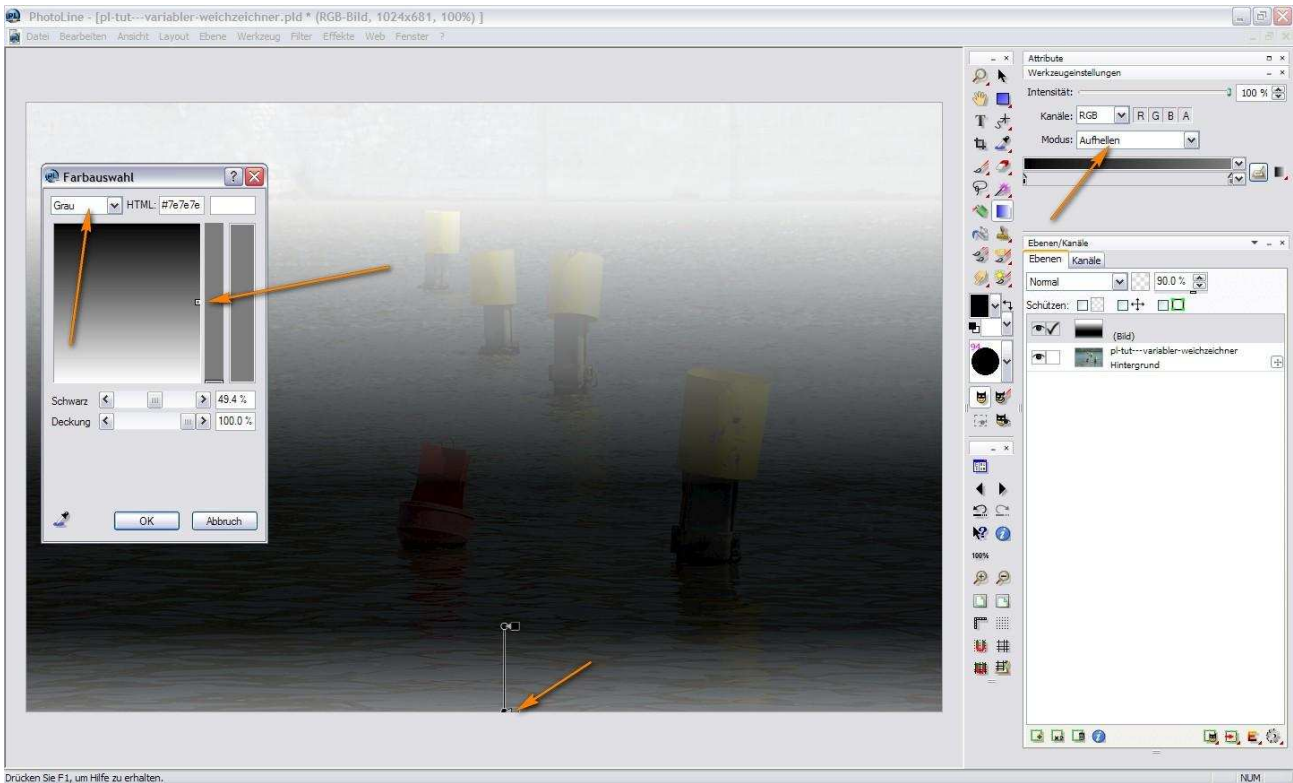 PhotoLine - [pl-tut---variabler-weichzeichner.pld * (RGB-Bild, 1024x681, 100%) ]
Datei Bearbeiten Ansicht Layout Ebene Werkzeug Filter Effekte Web Fenster ?
Attribute
Werkzeugeinstellungen
Intensität: 100 %
Kanäle: RGB R G B A
Modus: Aufhellen
Farbauswahl
Grau HTML: #7e7e7e
Schwarz 49.4 %
Deckung 100.0 %
OK Abbruch
Ebenen/Kanäle
Ebenen Kanäle
Normal 90.0 %
Schützen:
(Bild)
pl-tut---variabler-weichzeichner
Hintergrund
94
100%
Drücken Sie F1, um Hilfe zu erhalten.
NUM